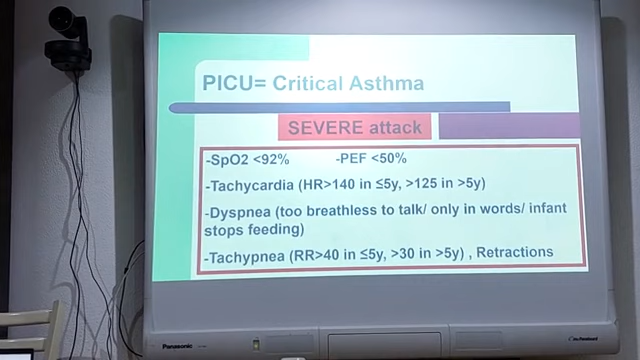 PICU= Critical Asthma
SEVERE attack
-SpO2 <92% -PEF <50%
-Tachycardia (HR>140 in ≤5y, >125 in >5y)
-Dyspnea (too breathless to talk/ only in words/ infant
stops feeding)
-Tachypnea (RR>40 in ≤5y, >30 in >5y) , Retractions
Panasonic